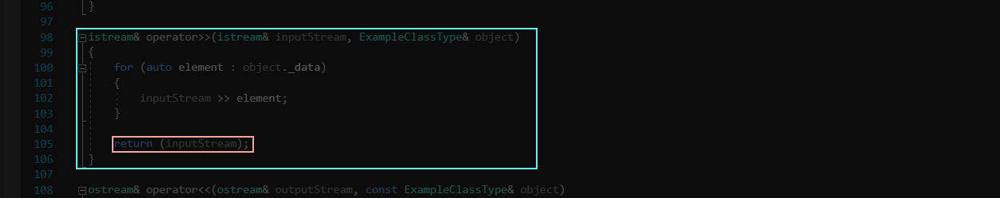 96 }
97
98 istream& operator>>(istream& inputStream, ExampleClassType& object)
99 {
100 for (auto element : object._data)
101 {
102 inputStream >> element;
103 }
104
105 return (inputStream);
106 }
107
108 ostream& operator<<(ostream& outputStream, const ExampleClassType& object)